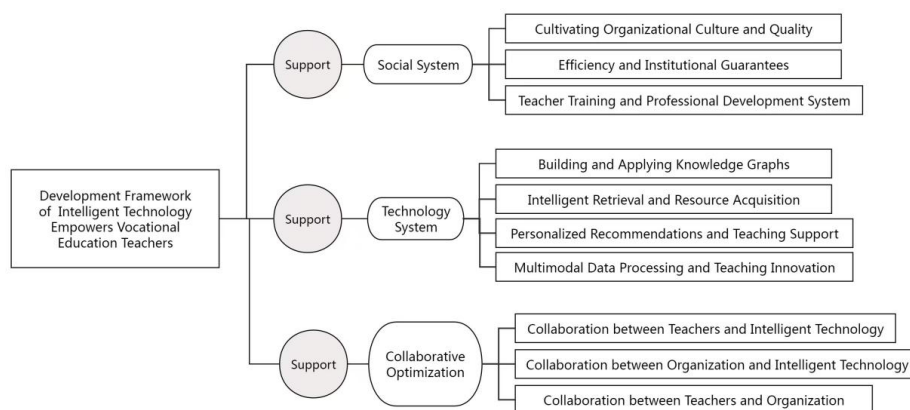 Development Framework
of Intelligent Technology
Empowers Vocational
Education Teachers
Support
Social System
Cultivating Organizational Culture and Quality
Efficiency and Institutional Guarantees
Teacher Training and Professional Development System
Support
Technology
System
Building and Applying Knowledge Graphs
Intelligent Retrieval and Resource Acquisition
Personalized Recommendations and Teaching Support
Multimodal Data Processing and Teaching Innovation
Support
Collaborative
Optimization
Collaboration between Teachers and Intelligent Technology
Collaboration between Organization and Intelligent Technology
Collaboration between Teachers and Organization